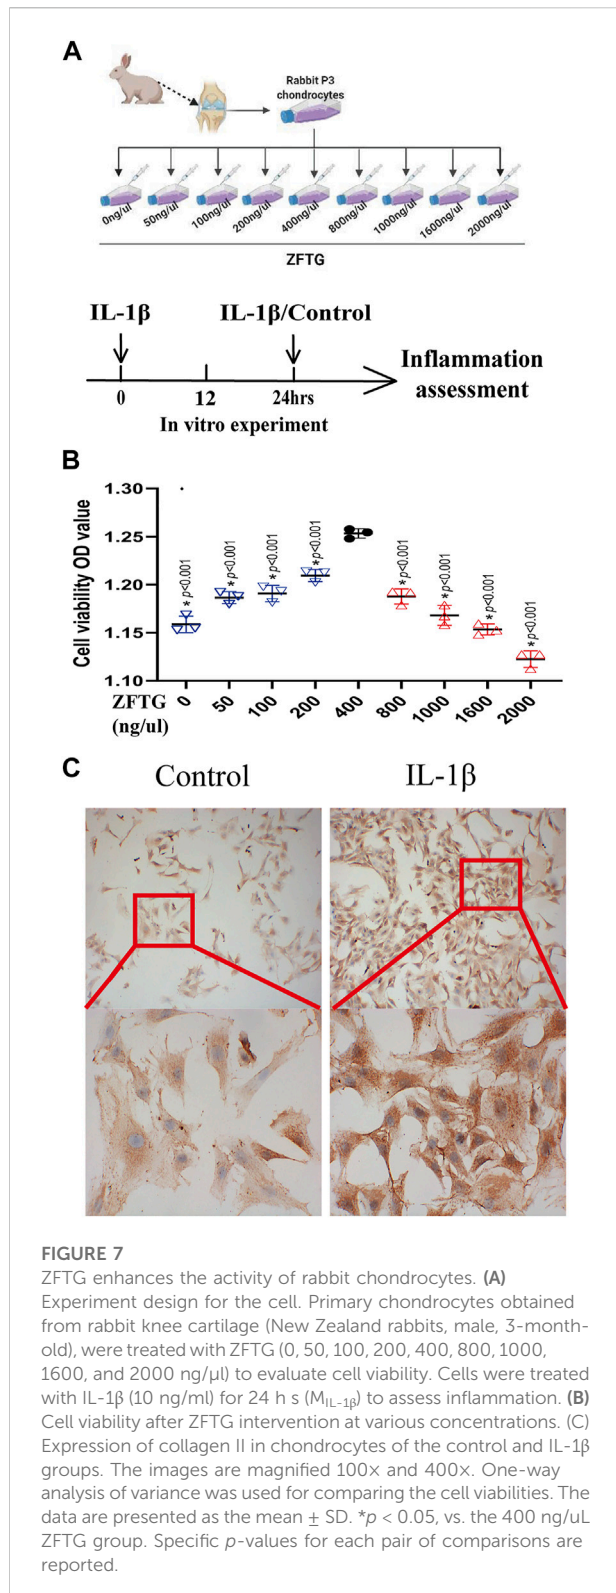 A
Rabbit P3
chondrocytes
0ng/ul 50ng/ul 100ng/ul 200ng/ul 400ng/ul 800ng/ul 1000ng/ul 1600ng/ul 2000ng/ul
ZFTG
IL-1β IL-1β/Control
Inflammation
assessment
0 12 24hrs
In vitro experiment
B
Cell viability OD value
1.30
1.25
1.20
1.15
1.10
* p<0.001
* p<0.001
* p<0.001
* p<0.001
* p<0.001
* p<0.001
* p<0.001
* p<0.001
ZFTG
(ng/ul)
0 50 100 200 400 800 1000 1600 2000
C
Control IL-1β
FIGURE 7
ZFTG enhances the activity of rabbit chondrocytes. (A)
Experiment design for the cell. Primary chondrocytes obtained
from rabbit knee cartilage (New Zealand rabbits, male, 3-month-
old), were treated with ZFTG (0, 50, 100, 200, 400, 800, 1000,
1600, and 2000 ng/µl) to evaluate cell viability. Cells were treated
with IL-1β (10 ng/ml) for 24 h s (M_IL-1β) to assess inflammation. (B)
Cell viability after ZFTG intervention at various concentrations. (C)
Expression of collagen II in chondrocytes of the control and IL-1β
groups. The images are magnified 100× and 400×. One-way
analysis of variance was used for comparing the cell viabilities. The
data are presented as the mean ± SD. *p < 0.05, vs. the 400 ng/uL
ZFTG group. Specific p-values for each pair of comparisons are
reported.